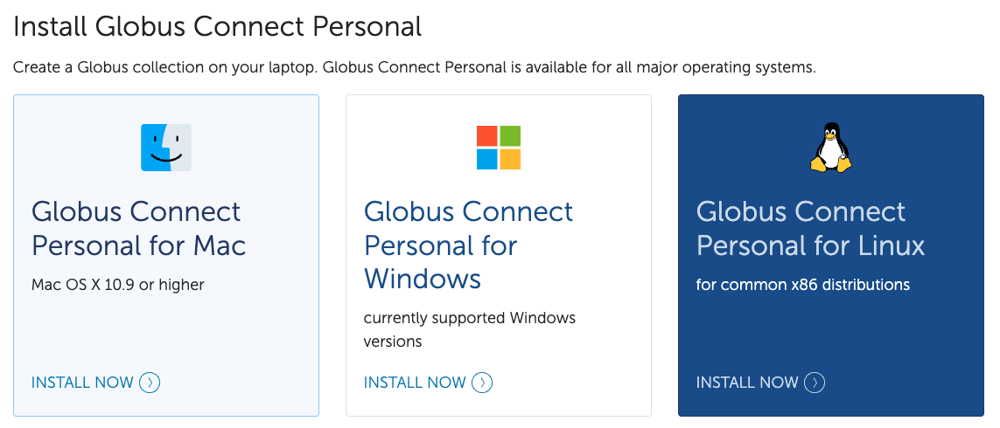 Install Globus Connect Personal
Create a Globus collection on your laptop. Globus Connect Personal is available for all major operating systems.
Globus Connect
Personal for Mac
Mac OS X 10.9 or higher
INSTALL NOW
Globus Connect
Personal for
Windows
currently supported Windows
versions
INSTALL NOW
Globus Connect
Personal for Linux
for common x86 distributions
INSTALL NOW